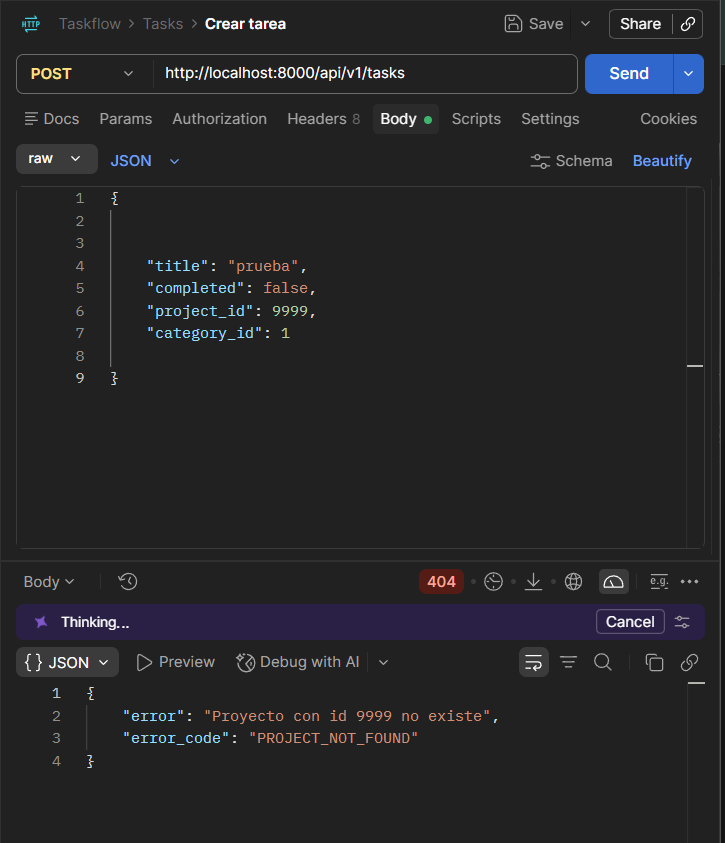 HTTP Taskflow > Tasks > Crear tarea Save Share
POST http://localhost:8000/api/v1/tasks Send
Docs Params Authorization Headers 8 Body Scripts Settings Cookies
raw JSON Schema Beautify
1 {
2
3
4 "title": "prueba",
5 "completed": false,
6 "project_id": 9999,
7 "category_id": 1
8
9 }
Body 404 e.g.
Thinking... Cancel
{} JSON Preview Debug with AI
1 {
2 "error": "Proyecto con id 9999 no existe",
3 "error_code": "PROJECT_NOT_FOUND"
4 }